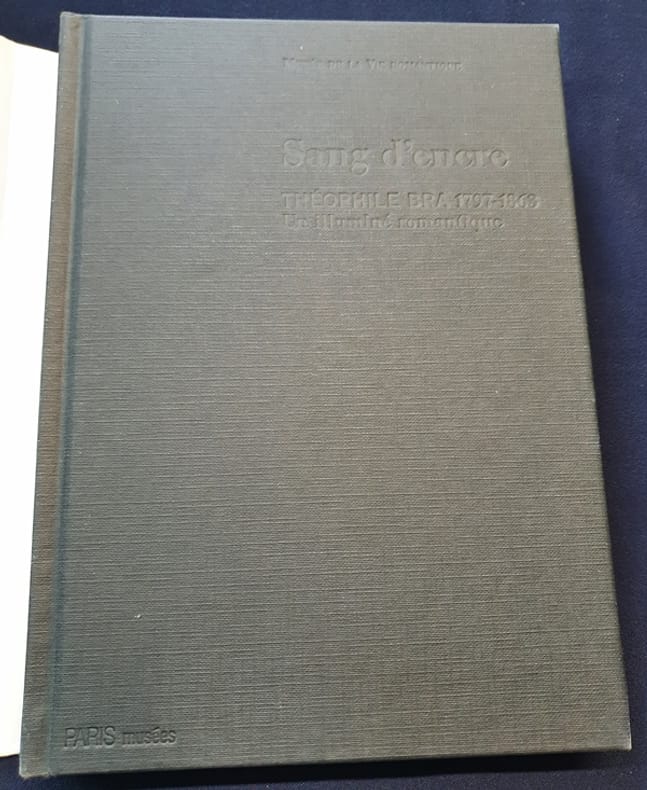 Musée de la Vie romantique
Sang d'encre
THÉOPHILE BRA 1797-1863
Un illuminé romantique
PARIS musées